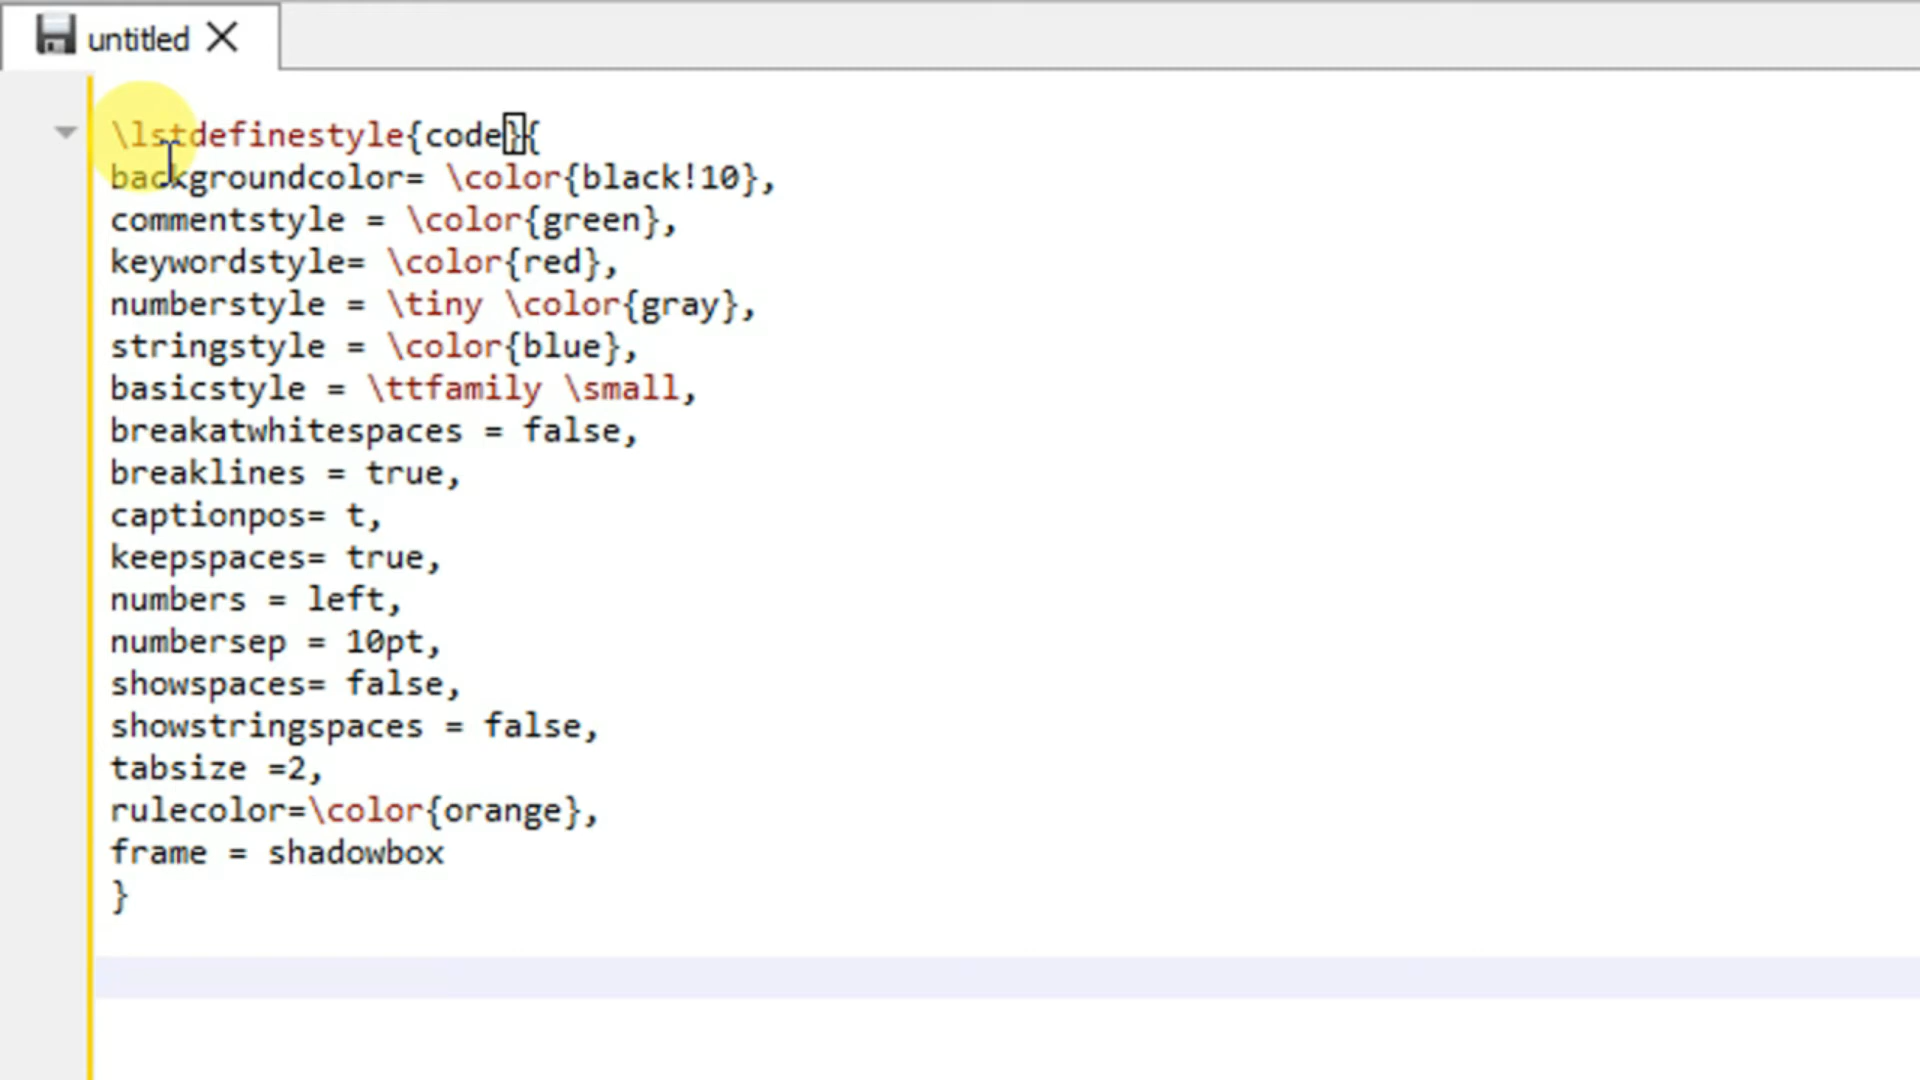 untitled
\lstdefinestyle{code}{
backgroundcolor= \color{black!10},
commentstyle = \color{green},
keywordstyle= \color{red},
numberstyle = \tiny \color{gray},
stringstyle = \color{blue},
basicstyle = \ttfamily \small,
breakatwhitespaces = false,
breaklines = true,
captionpos= t,
keepspaces= true,
numbers = left,
numbersep = 10pt,
showspaces= false,
showstringspaces = false,
tabsize =2,
rulecolor=\color{orange},
frame = shadowbox
}